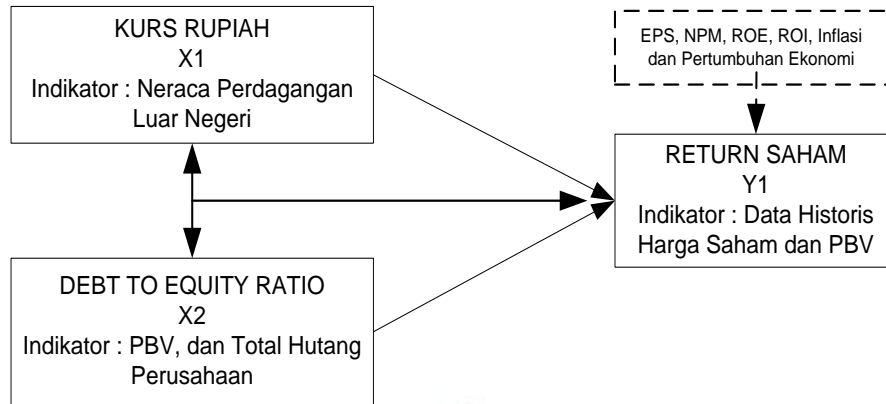 KURS RUPIAH
X1
Indikator : Neraca Perdagangan
Luar Negeri
EPS, NPM, ROE, ROI, Inflasi
dan Pertumbuhan Ekonomi
RETURN SAHAM
Y1
Indikator : Data Historis
Harga Saham dan PBV
DEBT TO EQUITY RATIO
X2
Indikator : PBV, dan Total Hutang
Perusahaan